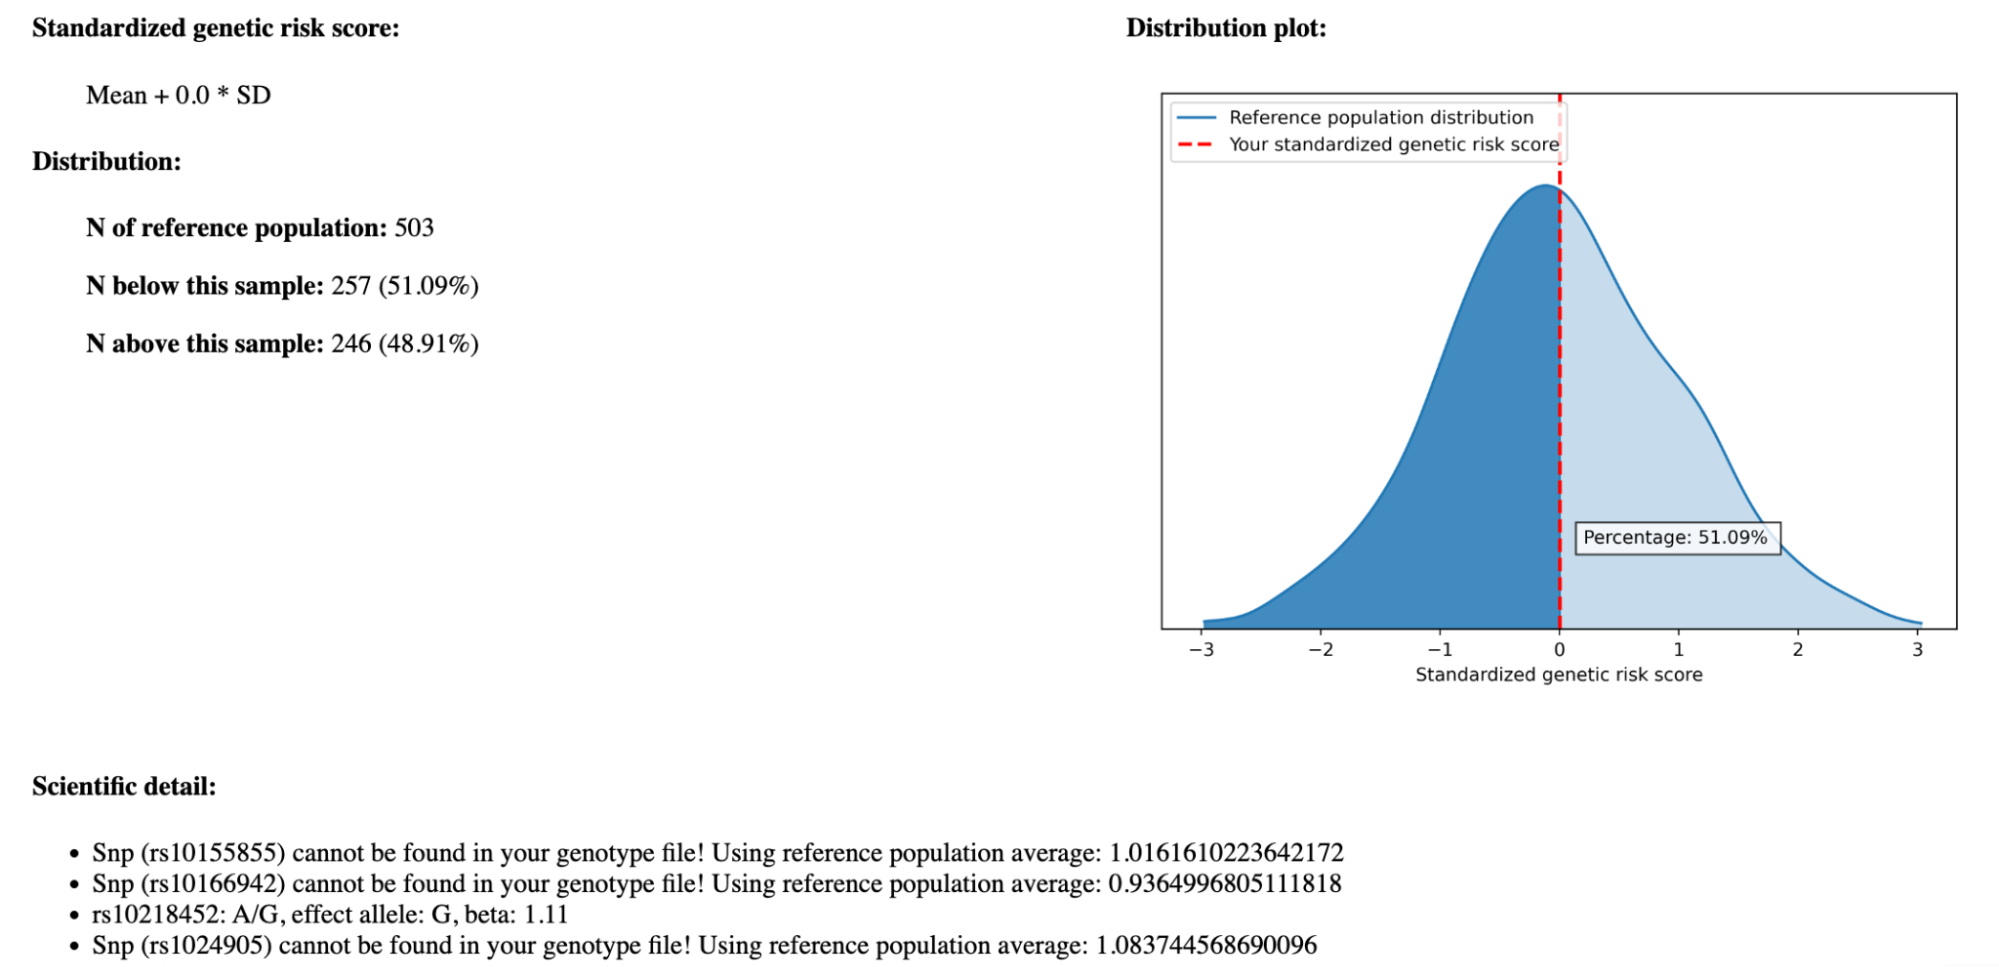 Standardized genetic risk score:
Mean + 0.0 * SD
Distribution:
N of reference population: 503
N below this sample: 257 (51.09%)
N above this sample: 246 (48.91%)
Distribution plot:
Reference population distribution
Your standardized genetic risk score
Percentage: 51.09%
−3 −2 −1 0 1 2 3
Standardized genetic risk score
Scientific detail:
• Snp (rs10155855) cannot be found in your genotype file! Using reference population average: 1.0161610223642172
• Snp (rs10166942) cannot be found in your genotype file! Using reference population average: 0.9364996805111818
• rs10218452: A/G, effect allele: G, beta: 1.11
• Snp (rs1024905) cannot be found in your genotype file! Using reference population average: 1.083744568690096